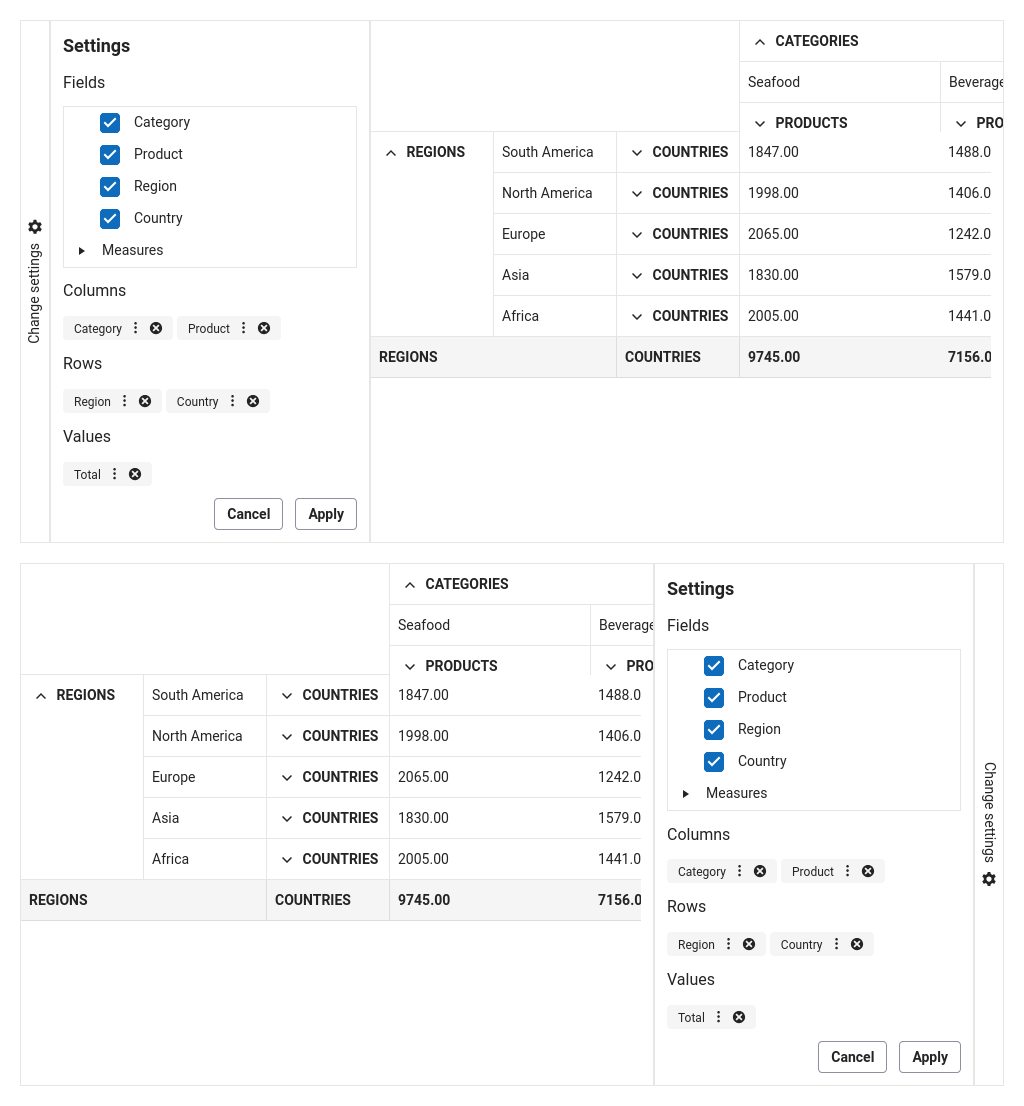 Change settings
Settings
Fields
Category
Product
Region
Country
Measures
Columns
Category Product
Rows
Region Country
Values
Total
Cancel Apply
CATEGORIES
Seafood Beverage
PRODUCTS PRO
REGIONS South America COUNTRIES 1847.00 1488.0
North America COUNTRIES 1998.00 1406.0
Europe COUNTRIES 2065.00 1242.0
Asia COUNTRIES 1830.00 1579.0
Africa COUNTRIES 2005.00 1441.0
REGIONS COUNTRIES 9745.00 7156.0
CATEGORIES
Seafood Beverage
PRODUCTS PRO
REGIONS South America COUNTRIES 1847.00 1488.0
North America COUNTRIES 1998.00 1406.0
Europe COUNTRIES 2065.00 1242.0
Asia COUNTRIES 1830.00 1579.0
Africa COUNTRIES 2005.00 1441.0
REGIONS COUNTRIES 9745.00 7156.0
Settings
Fields
Category
Product
Region
Country
Measures
Columns
Category Product
Rows
Region Country
Values
Total
Cancel Apply
Change settings